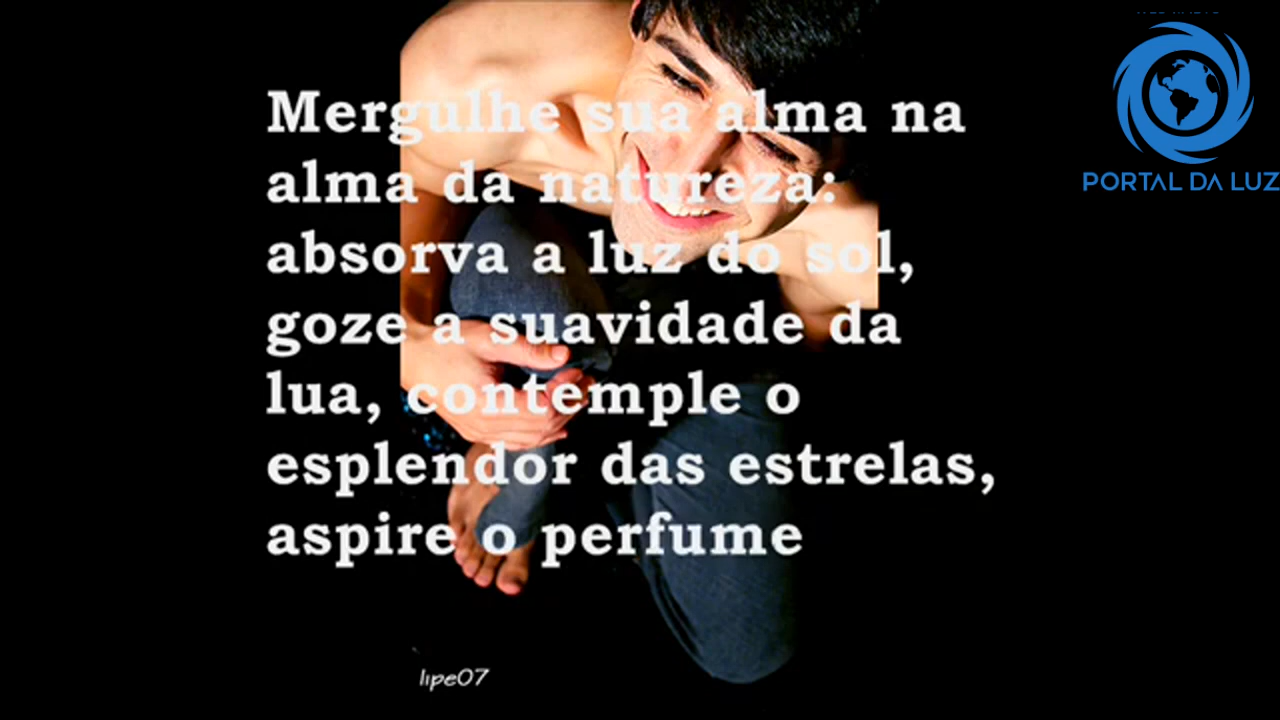 Mergulhe sua alma na
alma da natureza:
absorva a luz do sol,
goze a suavidade da
lua, contemple o
esplendor das estrelas,
aspire o perfume
PORTAL DA LUZ
lipe07